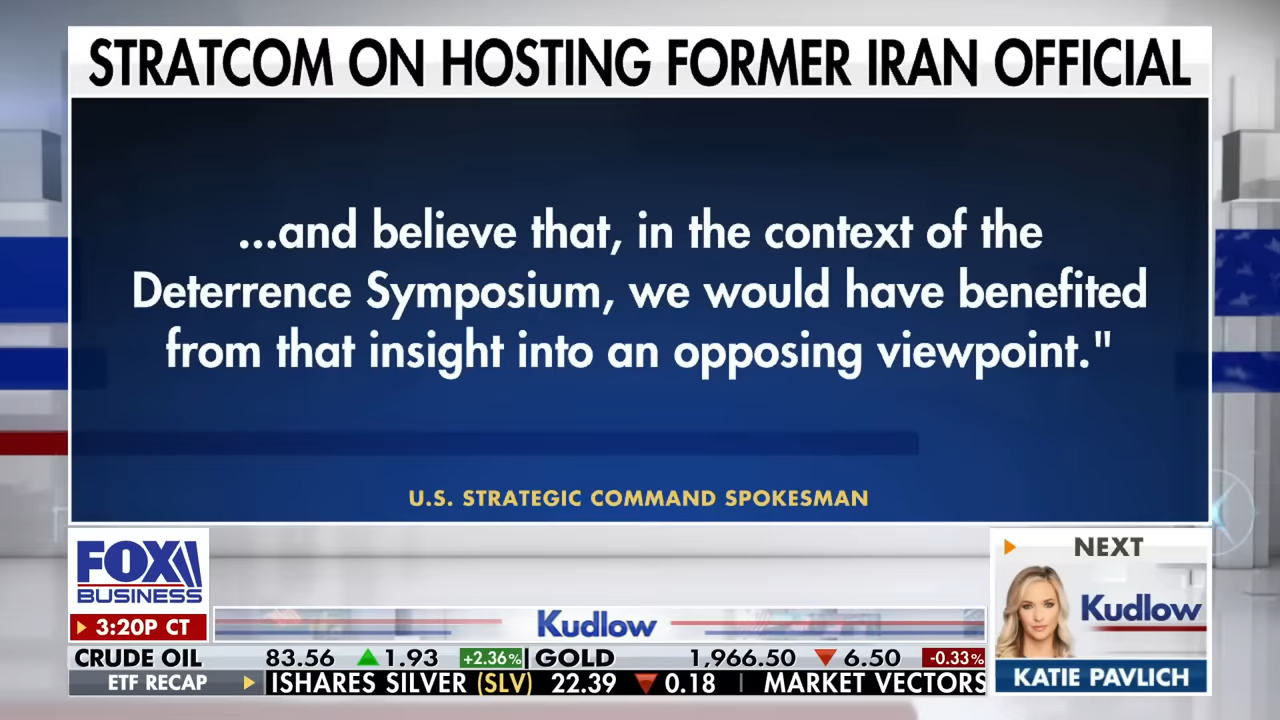 STRATCOM ON HOSTING FORMER IRAN OFFICIAL
...and believe that, in the context of the
Deterrence Symposium, we would have benefited
from that insight into an opposing viewpoint."
U.S. STRATEGIC COMMAND SPOKESMAN
FOX
BUSINESS
3:20P CT
Kudlow
NEXT
Kudlow
KATIE PAVLICH
CRUDE OIL 83.56 1.93 +2.36% GOLD 1,966.50 6.50 -0.33%
ETF RECAP ISHARES SILVER (SLV) 22.39 0.18 MARKET VECTORS